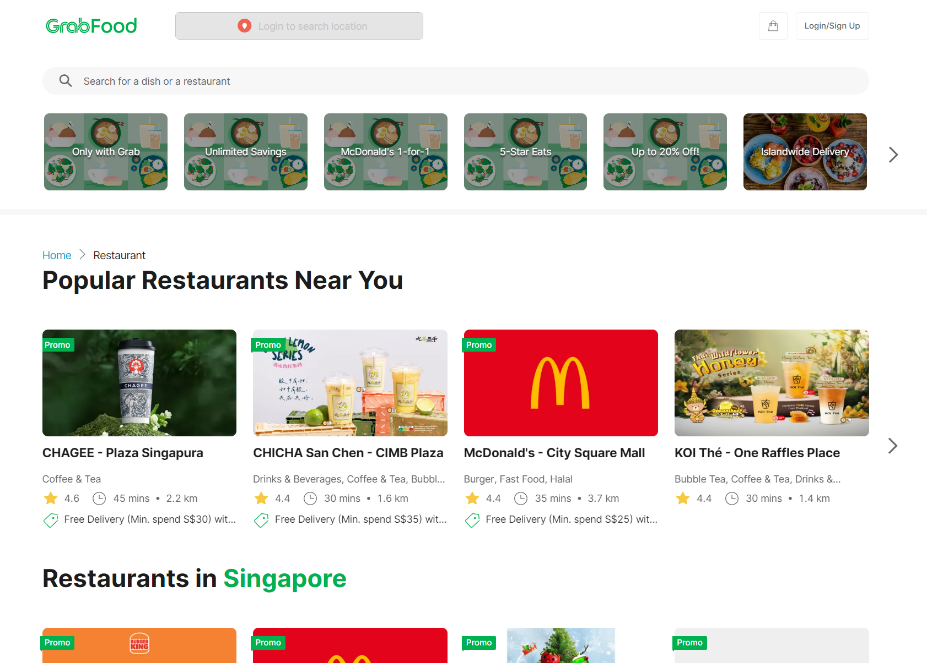 GrabFood
Login to search location
Login/Sign Up
Search for a dish or a restaurant
Only with Grab
Unlimited Savings
McDonald's 1-for-1
5-Star Eats
Up to 20% Off!
Islandwide Delivery
Home
Restaurant
Popular Restaurants Near You
Promo
CHAGEE
CHAGEE - Plaza Singapura
Coffee & Tea
4.6
45 mins • 2.2 km
Free Delivery (Min. spend S$30) wit...
Promo
LEMON
SERIES
CHICHA San Chen - CIMB Plaza
Drinks & Beverages, Coffee & Tea, Bubbl...
4.4
30 mins • 1.6 km
Free Delivery (Min. spend S$35) wit...
Promo
McDonald's - City Square Mall
Burger, Fast Food, Halal
4.4
35 mins • 3.7 km
Free Delivery (Min. spend S$25) wit...
Thai Wildflower
Honey
Series
KOI Thé - One Raffles Place
Bubble Tea, Coffee & Tea, Drinks &...
4.4
30 mins • 1.4 km
Restaurants in Singapore
Promo
BURGER
KING
Promo
Promo
Promo